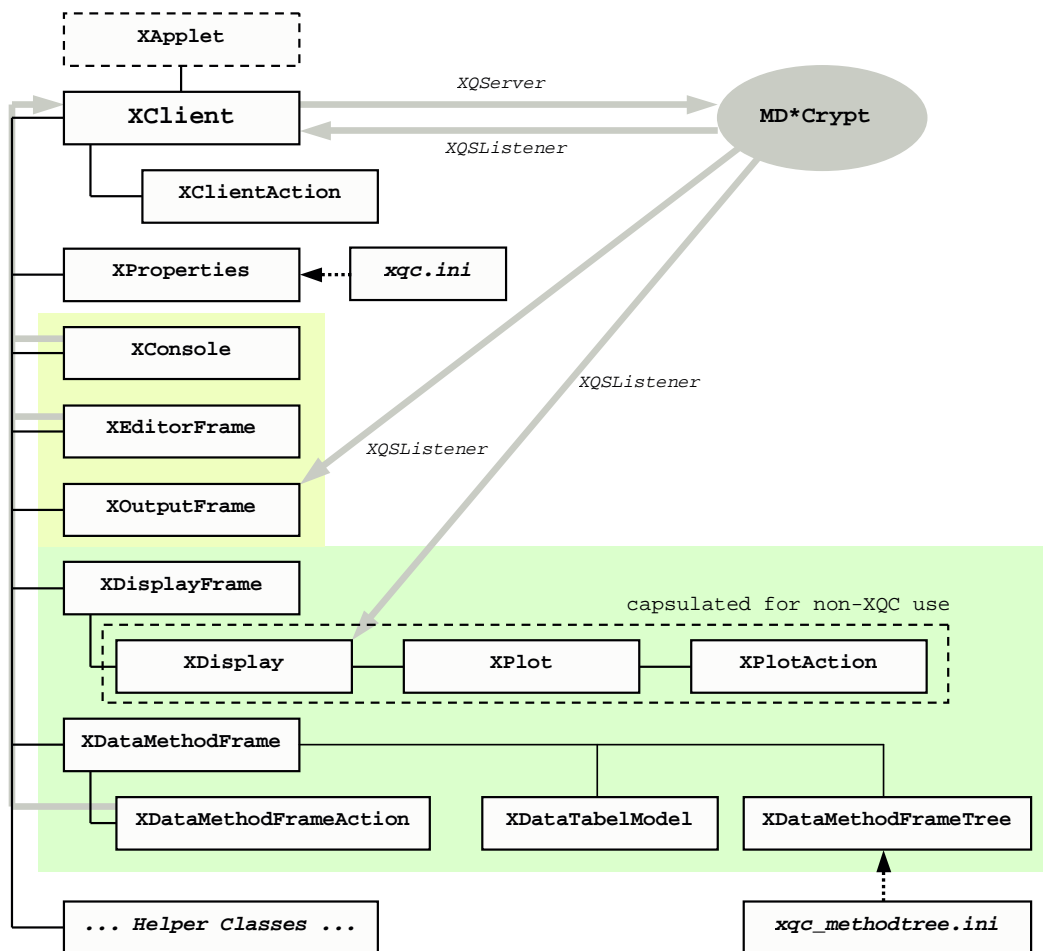 XApplet
XQServer
XClient
MD*Crypt
XQSListener
XClientAction
XProperties
xqc.ini
XConsole
XQSListener
XEditorFrame
XQSListener
XOutputFrame
XDisplayFrame
capsulated for non-XQC use
XDisplay
XPlot
XPlotAction
XDataMethodFrame
XDataMethodFrameAction
XDataTabelModel
XDataMethodFrameTree
... Helper Classes ...
xqc_methodtree.ini